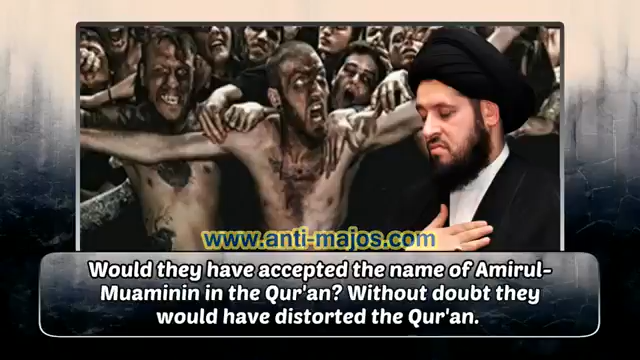 www.anti-majos.com
Would they have accepted the name of Amirul-
Muaminin in the Qur'an? Without doubt they
would have distorted the Qur'an.